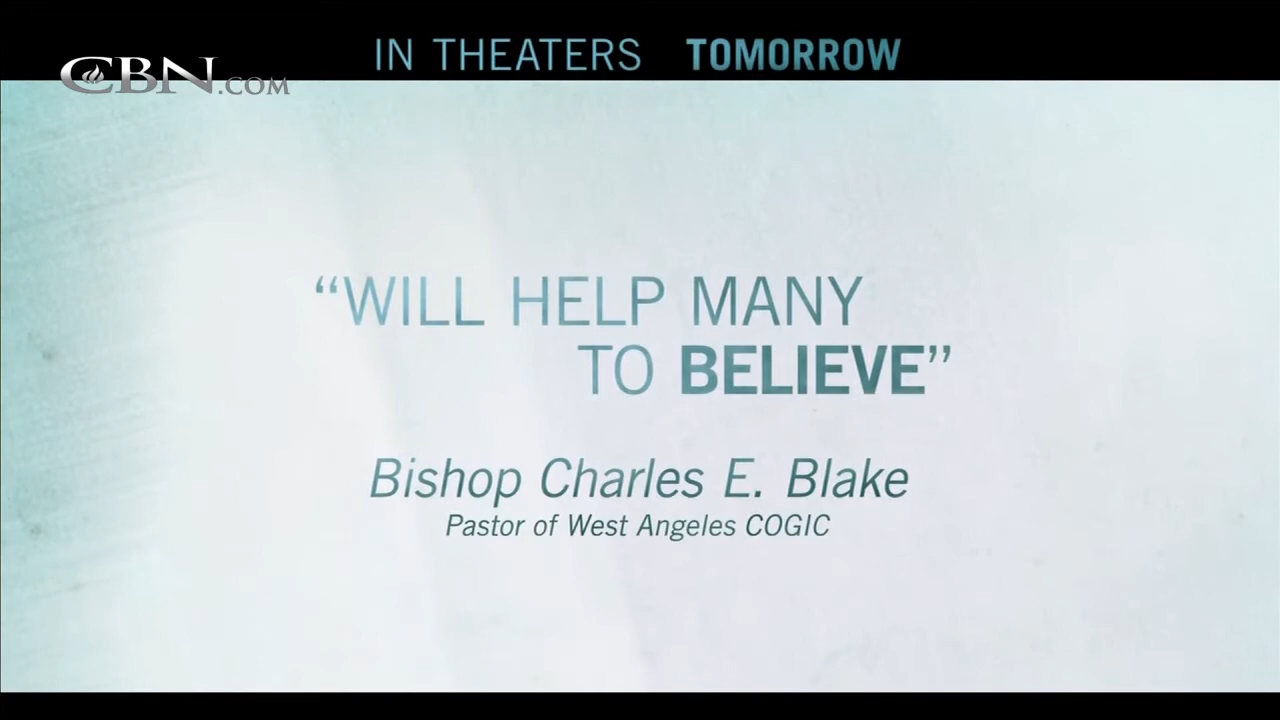 IN THEATERS TOMORROW
CBN.COM
“WILL HELP MANY
TO BELIEVE”
Bishop Charles E. Blake
Pastor of West Angeles COGIC